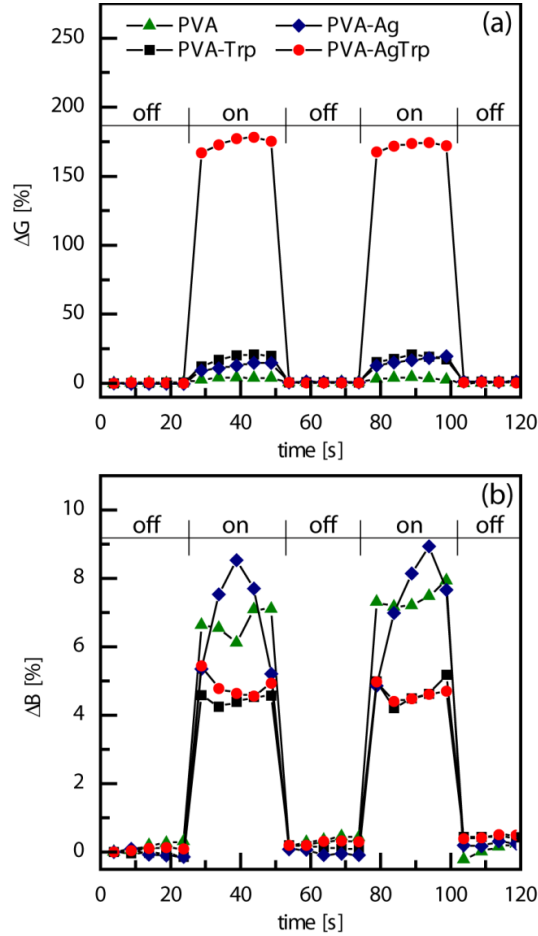 PVA PVA-Ag (a)
PVA-Trp PVA-AgTrp
250
200
off on off on off
150
100
50
0
ΔG [%]
0 20 40 60 80 100 120
time [s]
(b)
10
off on off on off
8
6
4
2
0
ΔB [%]
0 20 40 60 80 100 120
time [s]